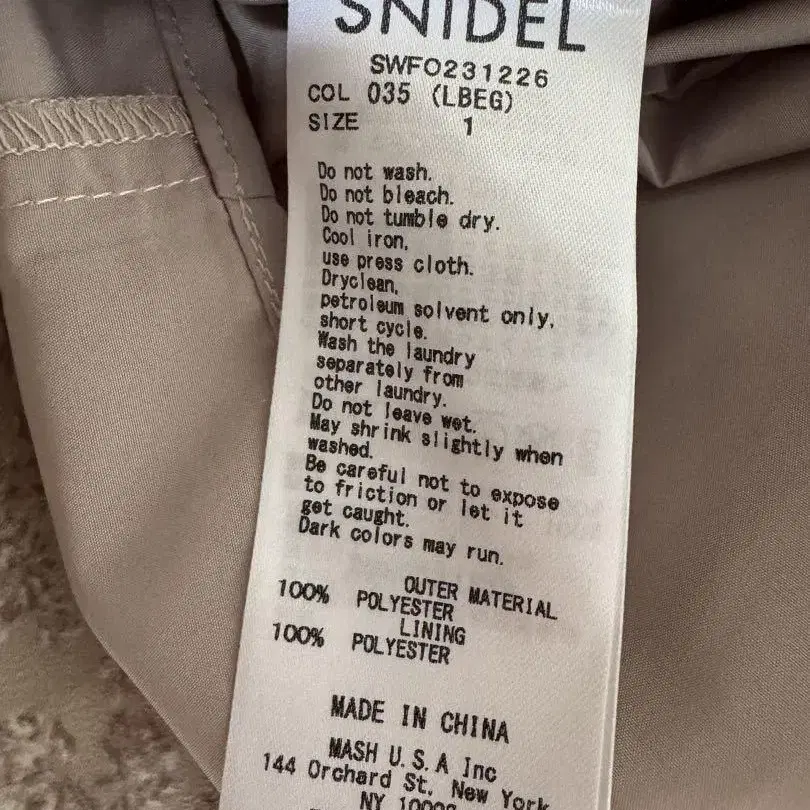 SNIDEL
SWFO231226
COL 035 (LBEG)
SIZE 1
Do not wash.
Do not bleach.
Do not tumble dry.
Cool iron,
use press cloth.
Dryclean,
petroleum solvent only,
short cycle.
Wash the laundry
separately from
other laundry.
Do not leave wet.
May shrink slightly when
washed.
Be careful not to expose
to friction or let it
get caught.
Dark colors may run.
OUTER MATERIAL
100% POLYESTER
LINING
100% POLYESTER
MADE IN CHINA
MASH U.S.A Inc
144 Orchard St. New York
NY